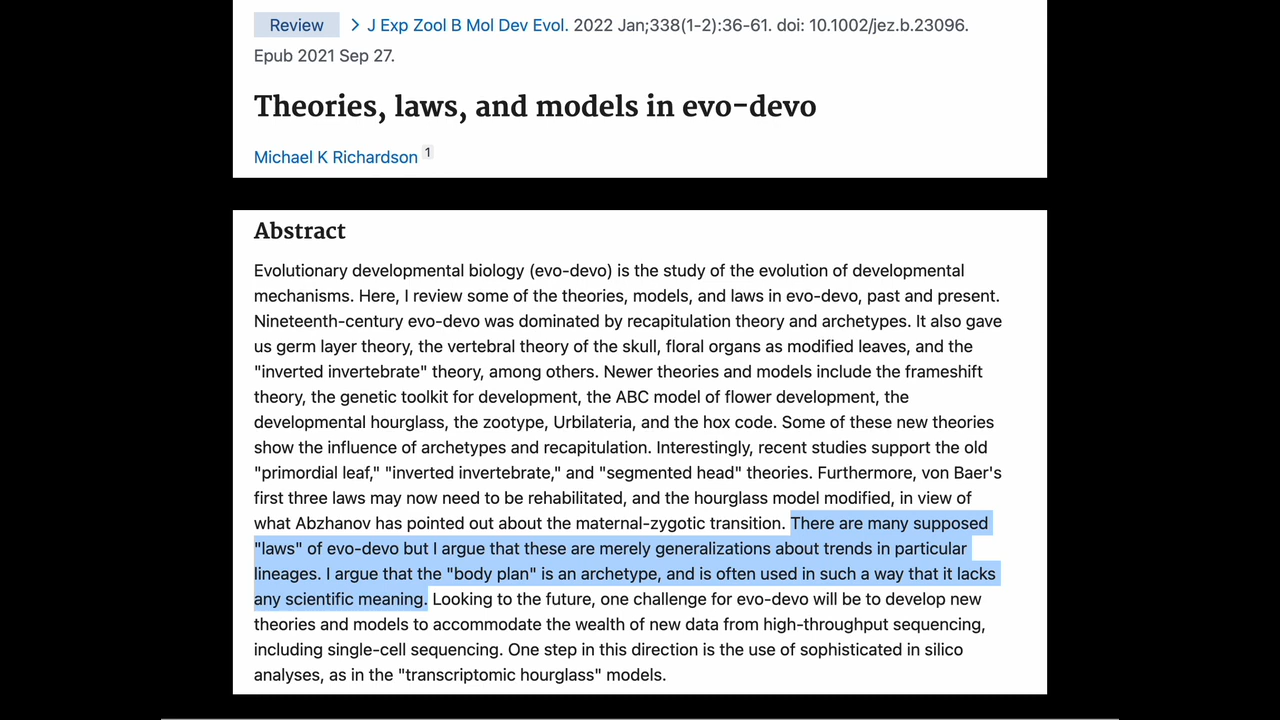 Review > J Exp Zool B Mol Dev Evol. 2022 Jan;338(1-2):36-61. doi: 10.1002/jez.b.23096.
Epub 2021 Sep 27.
Theories, laws, and models in evo-devo
Michael K Richardson 1
Abstract
Evolutionary developmental biology (evo-devo) is the study of the evolution of developmental
mechanisms. Here, I review some of the theories, models, and laws in evo-devo, past and present.
Nineteenth-century evo-devo was dominated by recapitulation theory and archetypes. It also gave
us germ layer theory, the vertebral theory of the skull, floral organs as modified leaves, and the
"inverted invertebrate" theory, among others. Newer theories and models include the frameshift
theory, the genetic toolkit for development, the ABC model of flower development, the
developmental hourglass, the zootype, Urbilateria, and the hox code. Some of these new theories
show the influence of archetypes and recapitulation. Interestingly, recent studies support the old
"primordial leaf," "inverted invertebrate," and "segmented head" theories. Furthermore, von Baer's
first three laws may now need to be rehabilitated, and the hourglass model modified, in view of
what Abzhanov has pointed out about the maternal-zygotic transition. There are many supposed
"laws" of evo-devo but I argue that these are merely generalizations about trends in particular
lineages. I argue that the "body plan" is an archetype, and is often used in such a way that it lacks
any scientific meaning. Looking to the future, one challenge for evo-devo will be to develop new
theories and models to accommodate the wealth of new data from high-throughput sequencing,
including single-cell sequencing. One step in this direction is the use of sophisticated in silico
analyses, as in the "transcriptomic hourglass" models.